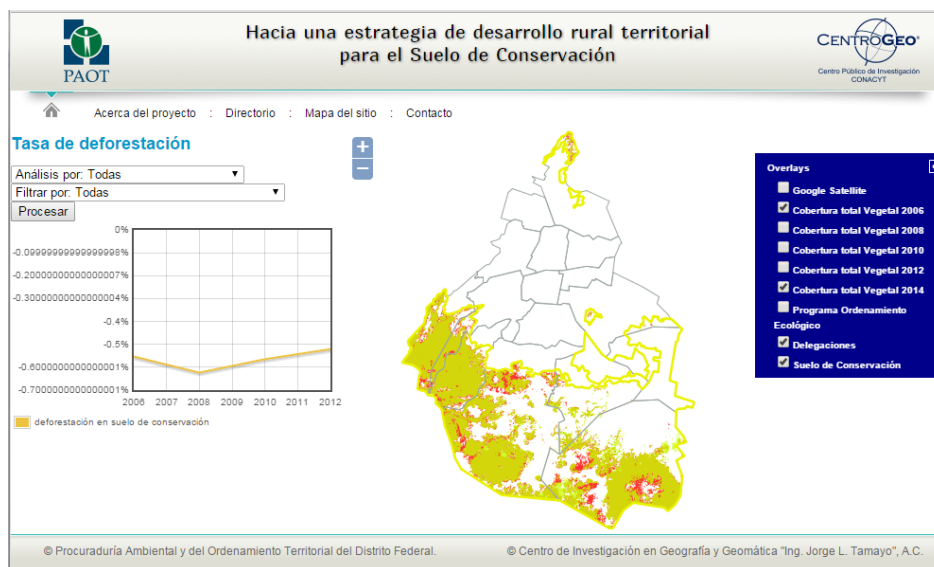 PAOT
Hacia una estrategia de desarrollo rural territorial
para el Suelo de Conservación
CENTROGEO
Centro Público de Investigación
CONACYT
Acerca del proyecto : Directorio : Mapa del sitio : Contacto
Tasa de deforestación
Análisis por: Todas
Filtrar por: Todas
Procesar
+
−
0%
-0.09999999999999998%
-0.2000000000000007%
-0.3000000000000004%
-0.4%
-0.5%
-0.6000000000000001%
-0.7000000000000001%
2006 2007 2008 2009 2010 2011 2012
deforestación en suelo de conservación
Overlays
Google Satellite
Cobertura total Vegetal 2006
Cobertura total Vegetal 2008
Cobertura total Vegetal 2010
Cobertura total Vegetal 2012
Cobertura total Vegetal 2014
Programa Ordenamiento
Ecológico
Delegaciones
Suelo de Conservación
© Procuraduría Ambiental y del Ordenamiento Territorial del Distrito Federal.
© Centro de Investigación en Geografía y Geomática "Ing. Jorge L. Tamayo", A.C.